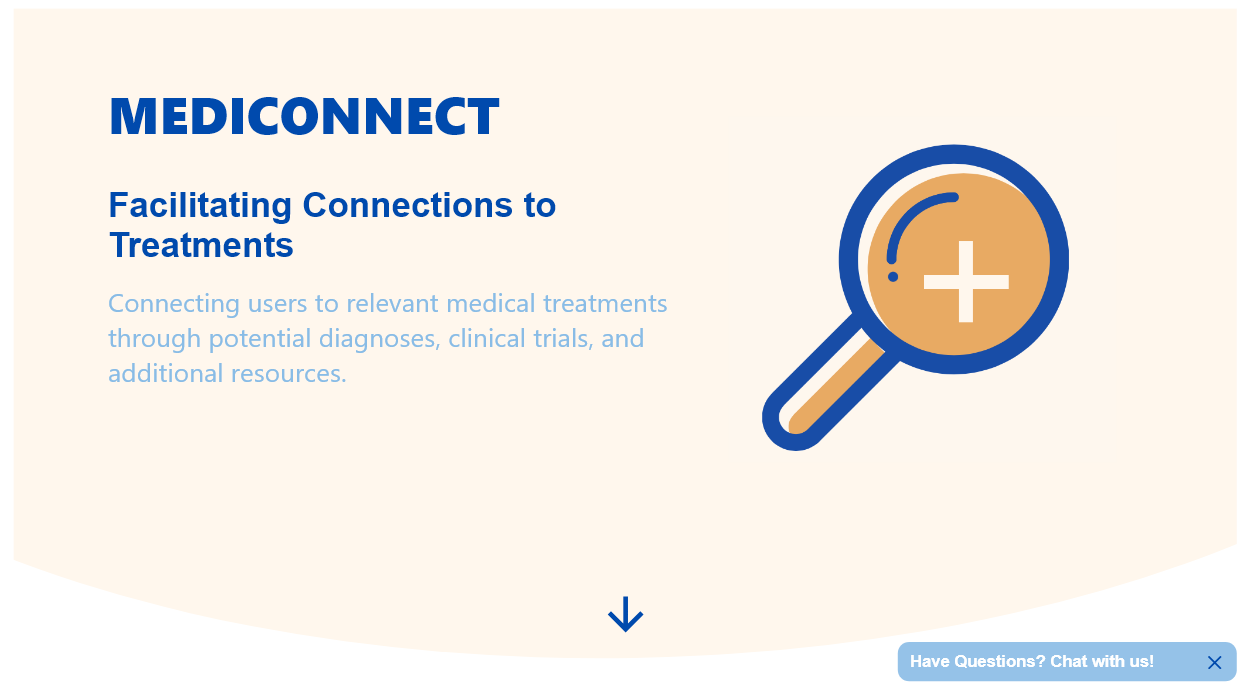 MEDICONNECT
Facilitating Connections to
Treatments
Connecting users to relevant medical treatments
through potential diagnoses, clinical trials, and
additional resources.
Have Questions? Chat with us!